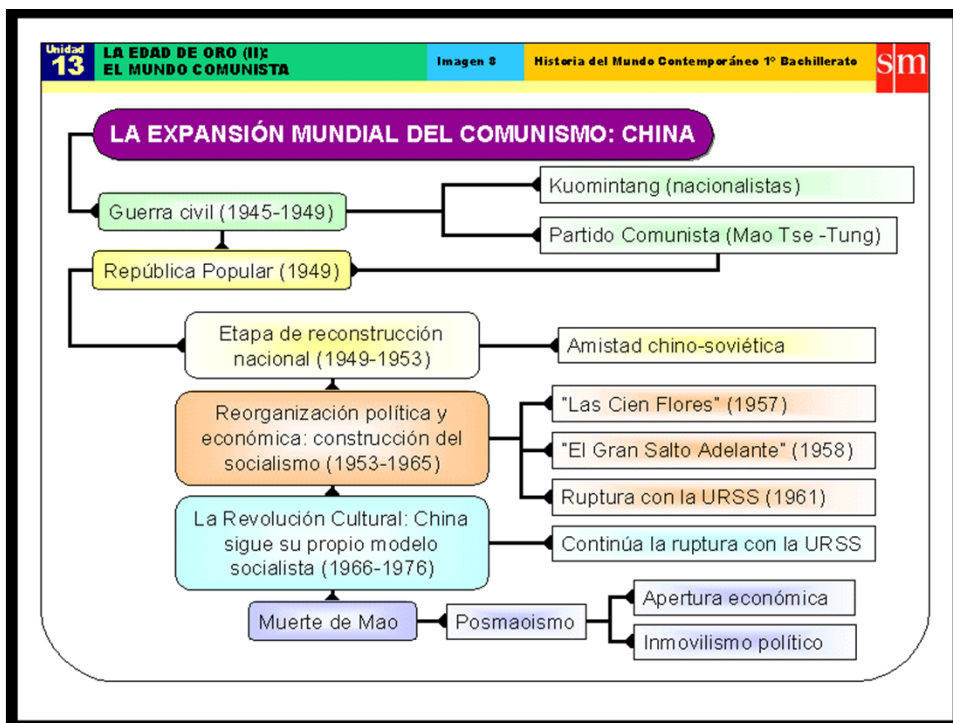 Unidad
13
LA EDAD DE ORO (II):
EL MUNDO COMUNISTA
Imagen 8
Historia del Mundo Contemporáneo 1º Bachillerato
sm
LA EXPANSIÓN MUNDIAL DEL COMUNISMO: CHINA
Guerra civil (1945-1949)
Kuomintang (nacionalistas)
Partido Comunista (Mao Tse -Tung)
República Popular (1949)
Etapa de reconstrucción
nacional (1949-1953)
Amistad chino-soviética
Reorganización política y
económica: construcción del
socialismo (1953-1965)
"Las Cien Flores" (1957)
"El Gran Salto Adelante" (1958)
Ruptura con la URSS (1961)
La Revolución Cultural: China
sigue su propio modelo
socialista (1966-1976)
Continúa la ruptura con la URSS
Muerte de Mao
Posmaoismo
Apertura económica
Inmovilismo político